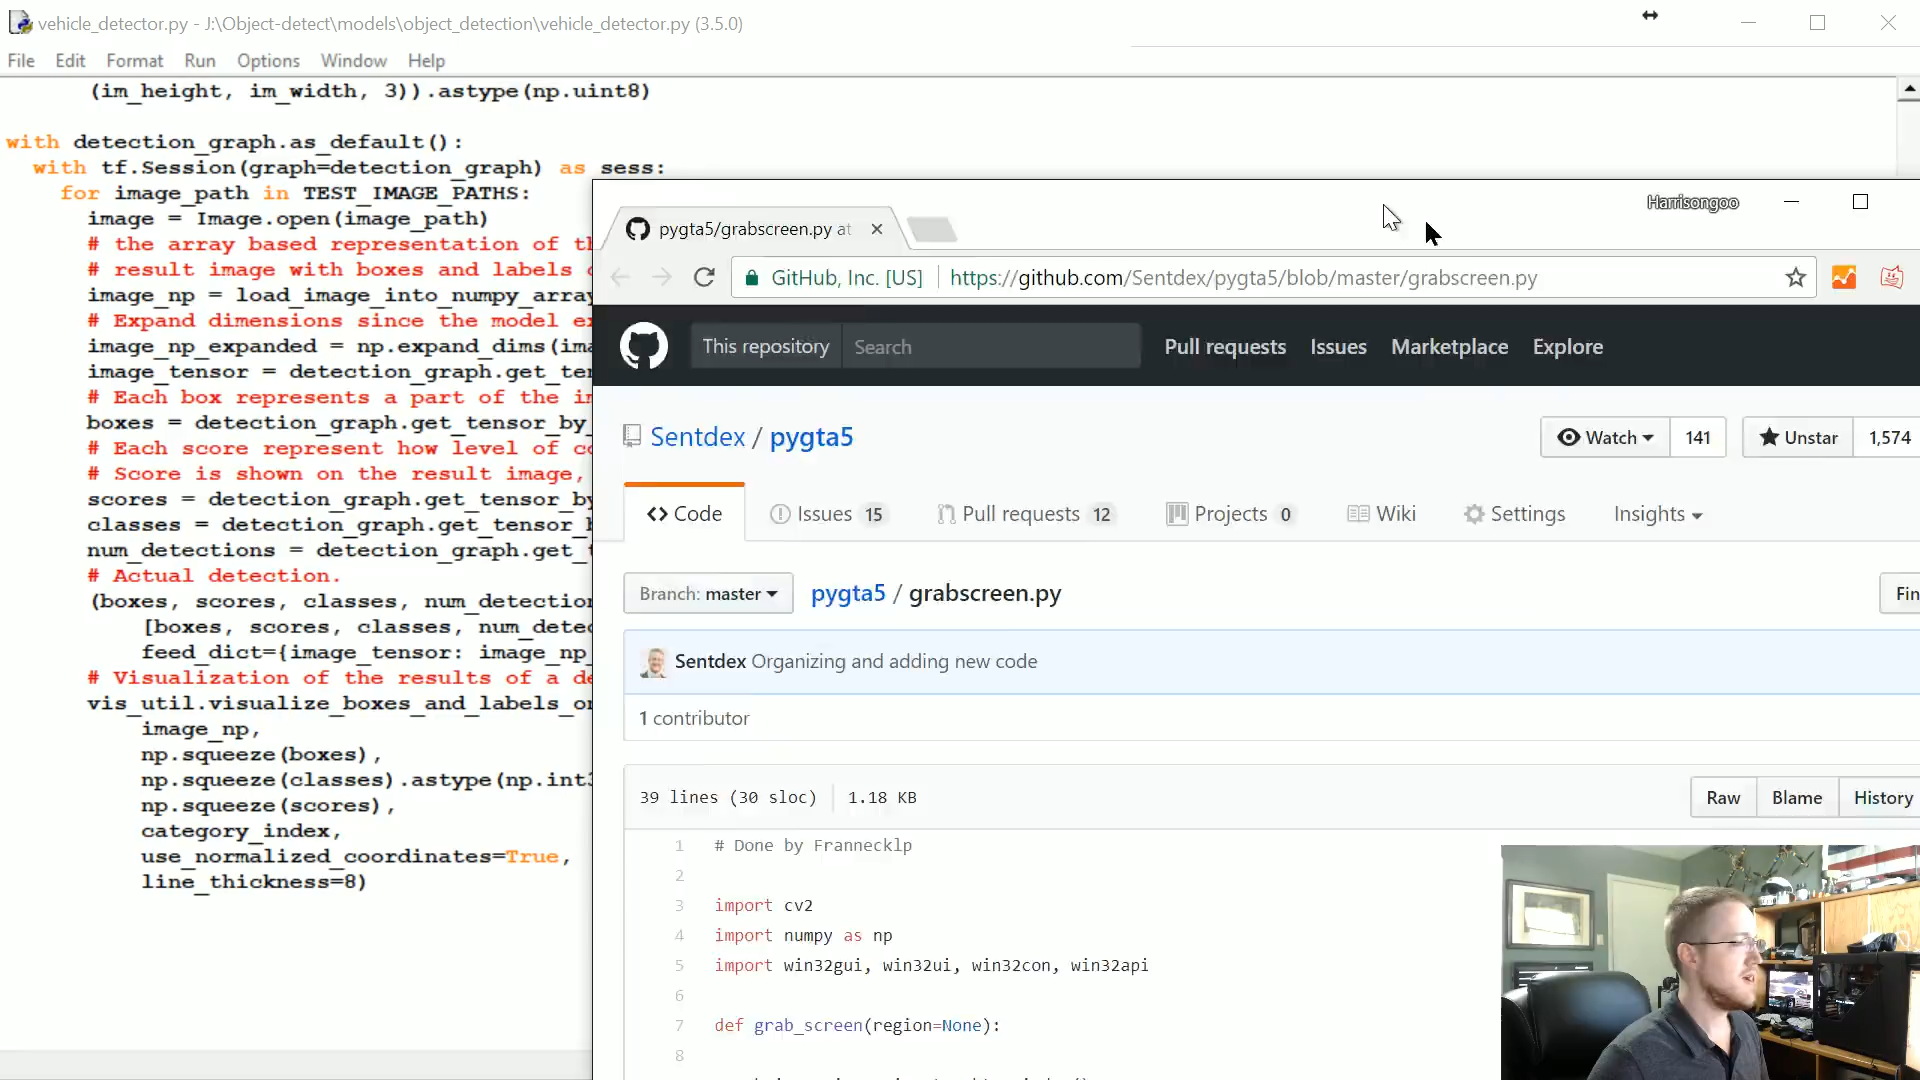 vehicle_detector.py - J:\Object-detect\models\object_detection\vehicle_detector.py (3.5.0)
File Edit Format Run Options Window Help
(im_height, im_width, 3)).astype(np.uint8)
with detection_graph.as_default():
with tf.Session(graph=detection_graph) as sess:
for image_path in TEST_IMAGE_PATHS:
image = Image.open(image_path)
# the array based representation of th
# result image with boxes and labels o
image_np = load_image_into_numpy_array
# Expand dimensions since the model ex
image_np_expanded = np.expand_dims(ima
image_tensor = detection_graph.get_ten
# Each box represents a part of the im
boxes = detection_graph.get_tensor_by_
# Each score represent how level of co
# Score is shown on the result image,
scores = detection_graph.get_tensor_by
classes = detection_graph.get_tensor_b
num_detections = detection_graph.get_t
# Actual detection.
(boxes, scores, classes, num_detection
[boxes, scores, classes, num_detec
feed_dict={image_tensor: image_np_
# Visualization of the results of a de
vis_util.visualize_boxes_and_labels_on
image_np,
np.squeeze(boxes),
np.squeeze(classes).astype(np.int3
np.squeeze(scores),
category_index,
use_normalized_coordinates=True,
line_thickness=8)
Harrisongoo
pygta5/grabscreen.py at
GitHub, Inc. [US] https://github.com/Sentdex/pygta5/blob/master/grabscreen.py
This repository Search Pull requests Issues Marketplace Explore
Sentdex / pygta5 Watch 141 Unstar 1,574
Code Issues 15 Pull requests 12 Projects 0 Wiki Settings Insights
Branch: master pygta5 / grabscreen.py Fin
Sentdex Organizing and adding new code
1 contributor
39 lines (30 sloc) 1.18 KB Raw Blame History
1 # Done by Frannecklp
2
3 import cv2
4 import numpy as np
5 import win32gui, win32ui, win32con, win32api
6
7 def grab_screen(region=None):
8